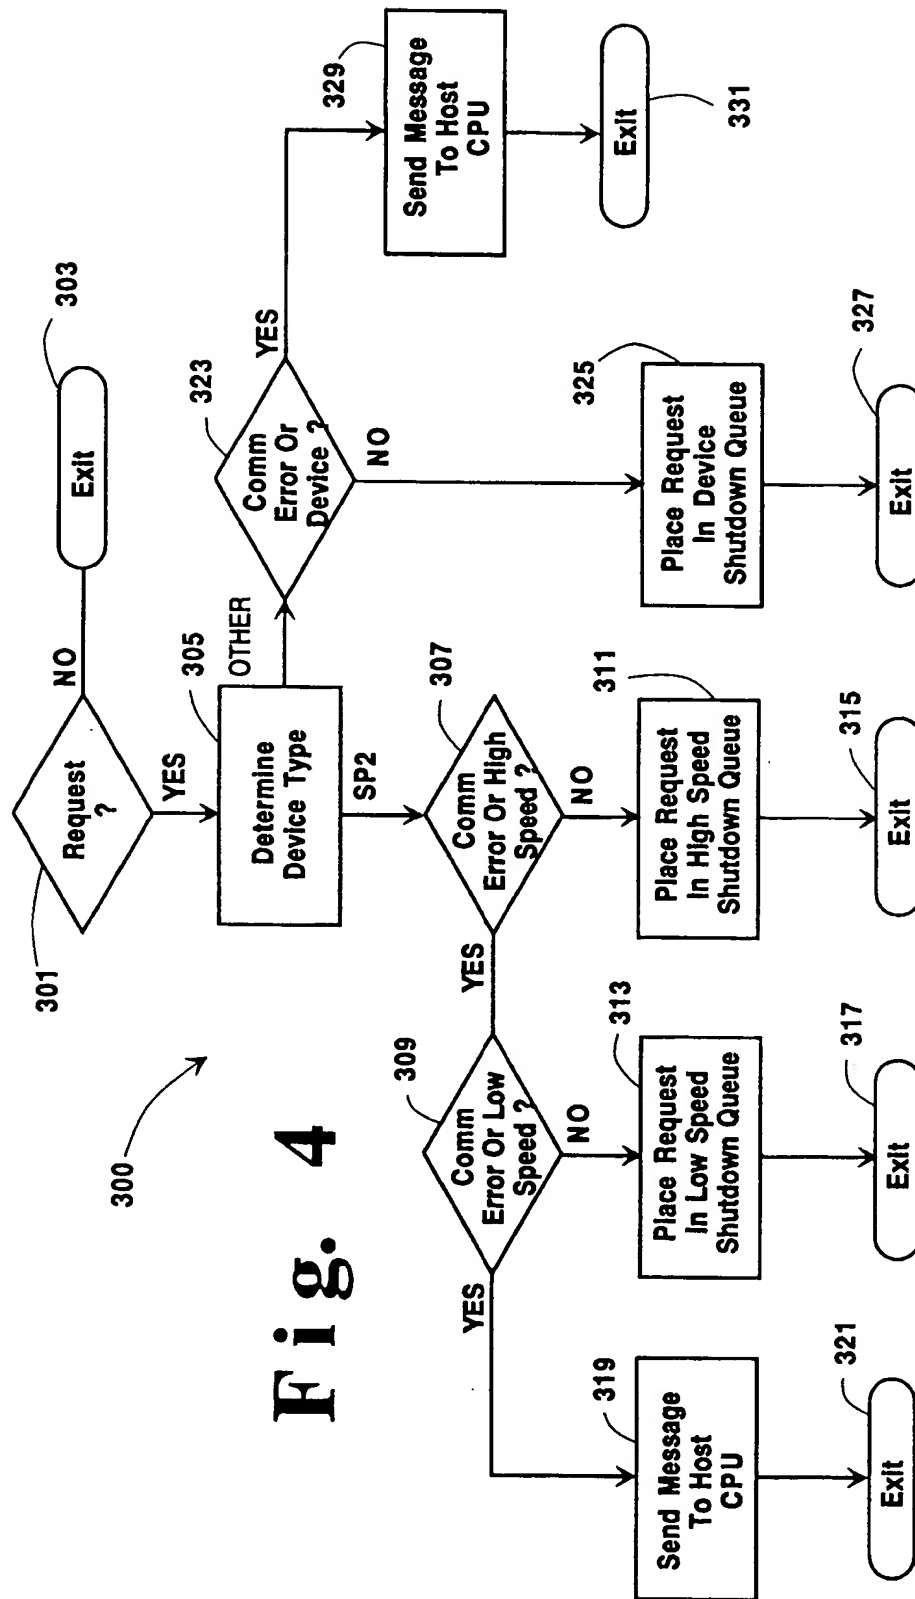 300
Fig. 4
301
Request
?
NO
Exit
303
YES
305
Determine
Device Type
OTHER
323
Comm
Error Or
Device ?
YES
329
Send Message
To Host
CPU
Exit
331
NO
325
Place Request
In Device
Shutdown Queue
327
Exit
SP2
307
Comm
Error Or High
Speed ?
NO
311
Place Request
In High Speed
Shutdown Queue
315
Exit
YES
309
Comm
Error Or Low
Speed ?
NO
313
Place Request
In Low Speed
Shutdown Queue
317
Exit
YES
319
Send Message
To Host
CPU
321
Exit